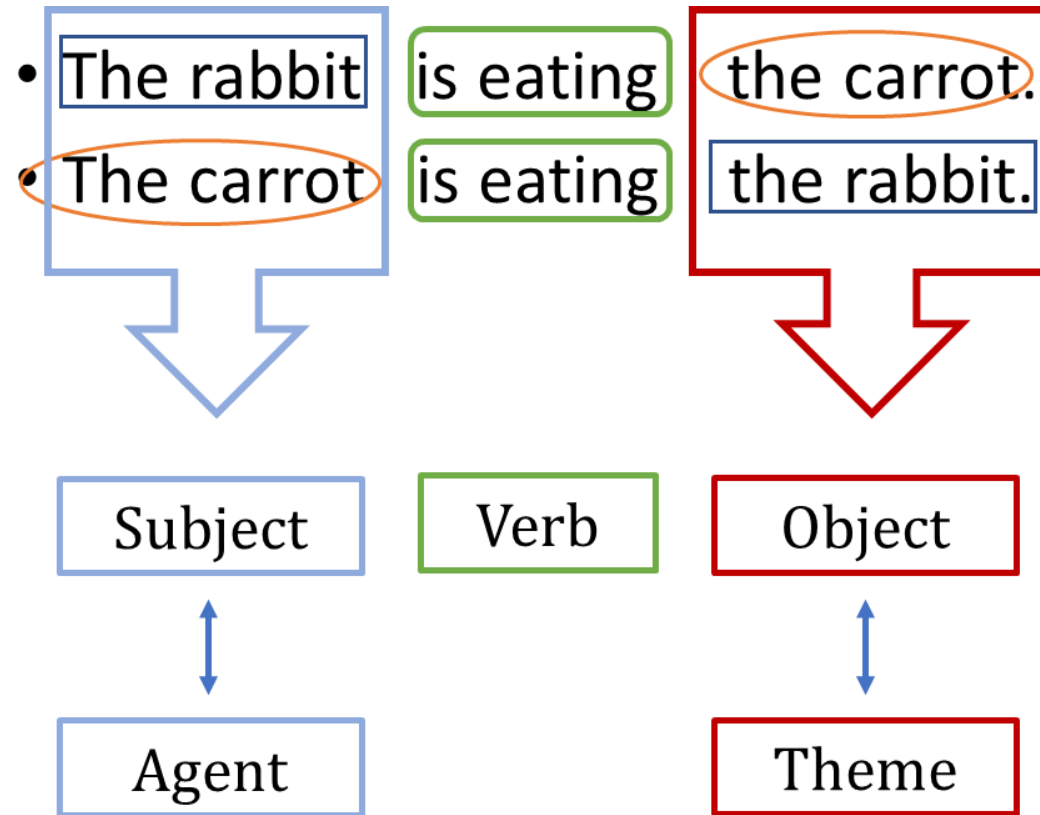 • The rabbit is eating the carrot.
• The carrot is eating the rabbit.
Subject Verb Object
Agent Theme